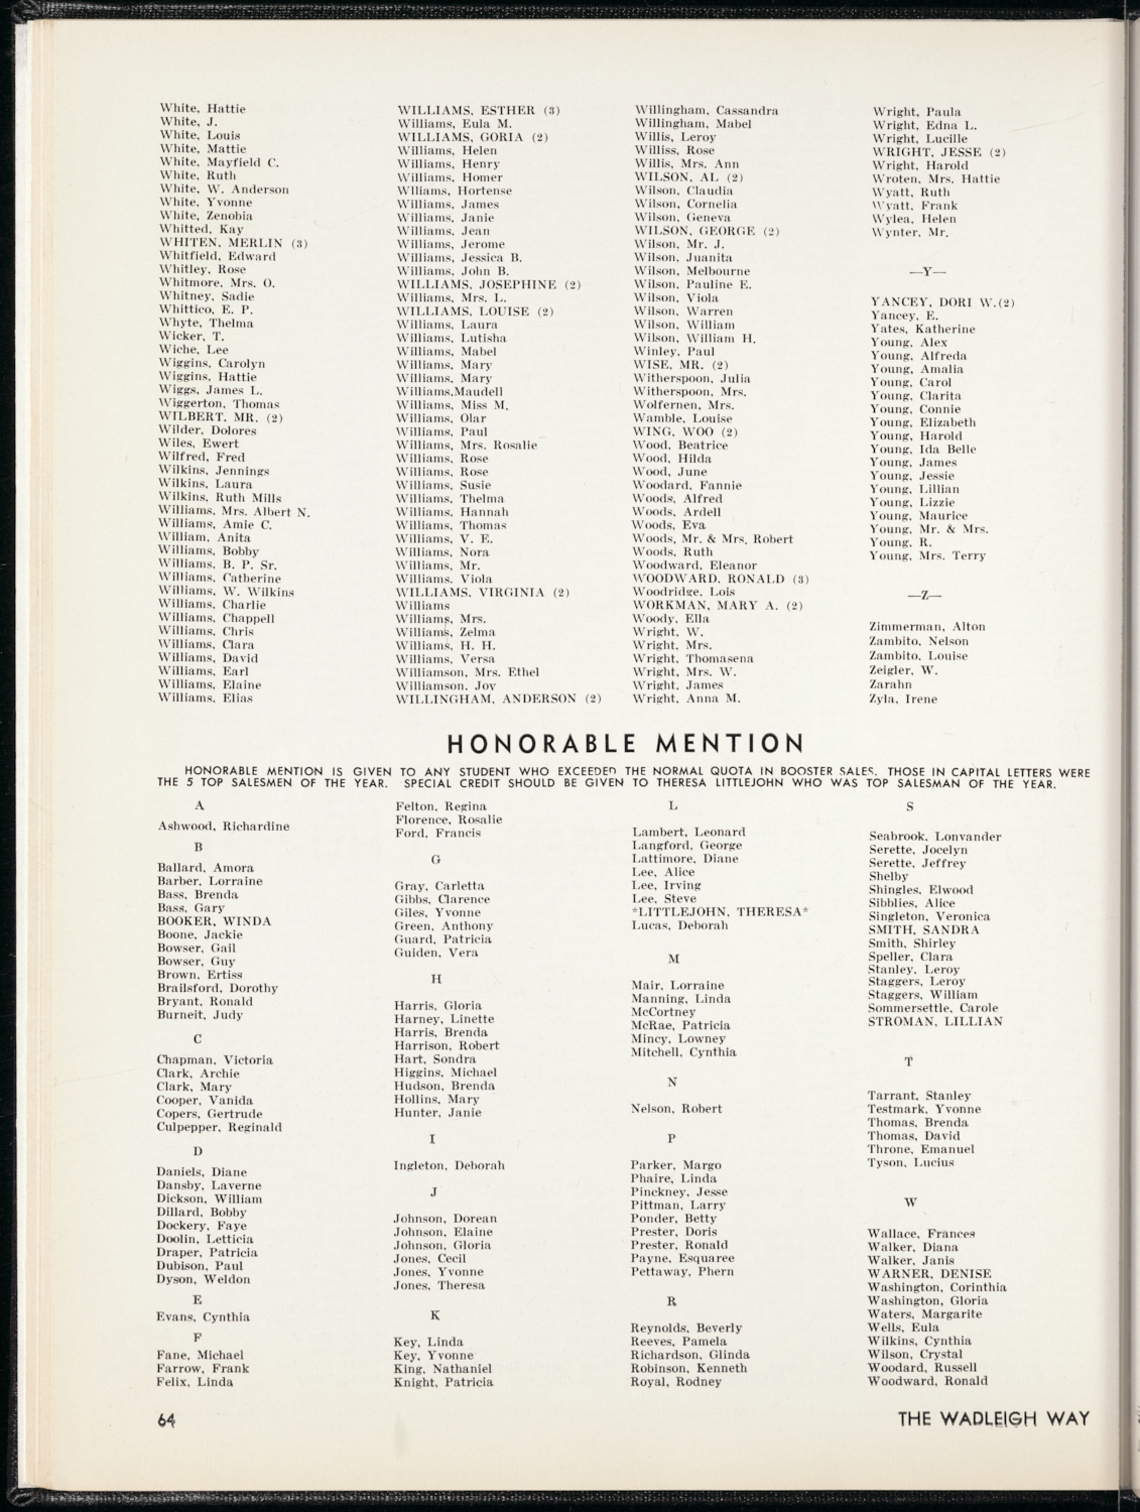 White, Hattie
White, J.
White, Louis
White, Mattie
White, Mayfield C.
White, Ruth
White, W. Anderson
White, Yvonne
White, Zenobia
Whitted, Kay
WHITEN, MERLIN (3)
Whitfield, Edward
Whitley, Rose
Whitmore, Mrs. O.
Whitney, Sadie
Whittico, E. P.
Whyte, Thelma
Wicker, T.
Wiche, Lee
Wiggins, Carolyn
Wiggins, Hattie
Wiggs, James L.
Wiggerton, Thomas
WILBERT, MR. (2)
Wilder, Dolores
Wiles, Ewert
Wilfred, Fred
Wilkins, Jennings
Wilkins, Laura
Wilkins, Ruth Mills
Williams, Mrs. Albert N.
Williams, Amie C.
William, Anita
Williams, Bobby
Williams, B. P. Sr.
Williams, Catherine
Williams, W. Wilkins
Williams, Charlie
Williams, Chappell
Williams, Chris
Williams, Clara
Williams, David
Williams, Earl
Williams, Elaine
Williams, Elias
WILLIAMS, ESTHER (3)
Williams, Eula M.
WILLIAMS, GORIA (2)
Williams, Helen
Williams, Henry
Williams, Homer
Wlliams, Hortense
Williams, James
Williams, Janie
Williams, Jean
Williams, Jerome
Williams, Jessica B.
Williams, John B.
WILLIAMS, JOSEPHINE (2)
Williams, Mrs. L.
WILLIAMS, LOUISE (2)
Williams, Laura
Williams, Lutisha
Williams, Mabel
Williams, Mary
Williams, Mary
Williams,Maudell
Williams, Miss M.
Williams, Olar
Williams, Paul
Williams, Mrs. Rosalie
Williams, Rose
Williams, Rose
Williams, Susie
Williams, Thelma
Williams, Hannah
Williams, Thomas
Williams, V. E.
Williams, Nora
Williams, Mr.
Williams. Viola
WILLIAMS, VIRGINIA (2)
Williams
Williams, Mrs.
Williams, Zelma
Williams, H. H.
Williams, Versa
Williamson, Mrs. Ethel
Williamson, Joy
WILLINGHAM, ANDERSON (2)
Willingham, Cassandra
Willingham, Mabel
Willis, Leroy
Williss, Rose
Willis, Mrs. Ann
WILSON, AL (2)
Wilson, Claudia
Wilson, Cornelia
Wilson, Geneva
WILSON, GEORGE (2)
Wilson, Mr. J.
Wilson, Juanita
Wilson, Melbourne
Wilson, Pauline E.
Wilson, Viola
Wilson, Warren
Wilson, William
Wilson, William H.
Winley, Paul
WISE, MR. (2)
Witherspoon, Julia
Witherspoon, Mrs.
Wolfernen, Mrs.
Wamble, Louise
WING, WOO (2)
Wood, Beatrice
Wood, Hilda
Wood, June
Woodard, Fannie
Woods, Alfred
Woods, Ardell
Woods, Eva
Woods, Mr. & Mrs. Robert
Woods, Ruth
Woodward, Eleanor
WOODWARD, RONALD (3)
Woodridge, Lois
WORKMAN, MARY A. (2)
Woody, Ella
Wright, W.
Wright, Mrs.
Wright, Thomasena
Wright, Mrs. W.
Wright, James
Wright, Anna M.
Wright, Paula
Wright, Edna L.
Wright, Lucille
WRIGHT, JESSE (2)
Wright, Harold
Wroten, Mrs. Hattie
Wyatt, Ruth
Wyatt, Frank
Wylea, Helen
Wynter, Mr.
—Y—
YANCEY, DORI W.(2)
Yancey, E.
Yates, Katherine
Young, Alex
Young, Alfreda
Young, Amalia
Young, Carol
Young, Clarita
Young, Connie
Young, Elizabeth
Young, Harold
Young, Ida Belle
Young, James
Young, Jessie
Young, Lillian
Young, Lizzie
Young, Maurice
Young, Mr. & Mrs.
Young, R.
Young, Mrs. Terry
—Z—
Zimmerman, Alton
Zambito, Nelson
Zambito, Louise
Zeigler, W.
Zarahn
Zyla, Irene
HONORABLE MENTION
HONORABLE MENTION IS GIVEN TO ANY STUDENT WHO EXCEEDED THE NORMAL QUOTA IN BOOSTER SALES. THOSE IN CAPITAL LETTERS WERE
THE 5 TOP SALESMEN OF THE YEAR. SPECIAL CREDIT SHOULD BE GIVEN TO THERESA LITTLEJOHN WHO WAS TOP SALESMAN OF THE YEAR.
A
Ashwood, Richardine
B
Ballard, Amora
Barber, Lorraine
Bass, Brenda
Bass, Gary
BOOKER, WINDA
Boone, Jackie
Bowser, Gail
Bowser, Guy
Brown, Ertiss
Brailsford, Dorothy
Bryant, Ronald
Burneit, Judy
C
Chapman, Victoria
Clark, Archie
Clark, Mary
Cooper, Vanida
Copers, Gertrude
Culpepper, Reginald
D
Daniels, Diane
Dansby, Laverne
Dickson, William
Dillard, Bobby
Dockery, Faye
Doolin, Letticia
Draper, Patricia
Dubison, Paul
Dyson, Weldon
E
Evans, Cynthia
F
Fane, Michael
Farrow, Frank
Felix, Linda
Felton, Regina
Florence, Rosalie
Ford, Francis
G
Gray, Carletta
Gibbs, Clarence
Giles, Yvonne
Green, Anthony
Guard, Patricia
Guiden, Vera
H
Harris, Gloria
Harney, Linette
Harris, Brenda
Harrison, Robert
Hart, Sondra
Higgins, Michael
Hudson, Brenda
Hollins, Mary
Hunter, Janie
I
Ingleton, Deborah
J
Johnson, Dorean
Johnson, Elaine
Johnson, Gloria
Jones, Cecil
Jones, Yvonne
Jones, Theresa
K
Key, Linda
Key, Yvonne
King, Nathaniel
Knight, Patricia
L
Lambert, Leonard
Langford, George
Lattimore, Diane
Lee, Alice
Lee, Irving
Lee, Steve
*LITTLEJOHN, THERESA*
Lucas, Deborah
M
Mair, Lorraine
Manning, Linda
McCortney
McRae, Patricia
Mincy, Lowney
Mitchell, Cynthia
N
Nelson, Robert
P
Parker, Margo
Phaire, Linda
Pinckney, Jesse
Pittman, Larry
Ponder, Betty
Prester, Doris
Prester, Ronald
Payne, Esquaree
Pettaway, Phern
R
Reynolds, Beverly
Reeves, Pamela
Richardson, Glinda
Robinson, Kenneth
Royal, Rodney
S
Seabrook, Lonvander
Serette, Jocelyn
Serette, Jeffrey
Shelby
Shingles, Elwood
Sibblies, Alice
Singleton, Veronica
SMITH, SANDRA
Smith, Shirley
Speller, Clara
Stanley, Leroy
Staggers, Leroy
Staggers, William
Sommersettle, Carole
STROMAN, LILLIAN
T
Tarrant, Stanley
Testmark, Yvonne
Thomas, Brenda
Thomas, David
Throne, Emanuel
Tyson, Lucius
W
Wallace, Frances
Walker, Diana
Walker, Janis
WARNER, DENISE
Washington, Corinthia
Washington, Gloria
Waters, Margarite
Wells, Eula
Wilkins, Cynthia
Wilson, Crystal
Woodard, Russell
Woodward, Ronald
64
THE WADLEIGH WAY